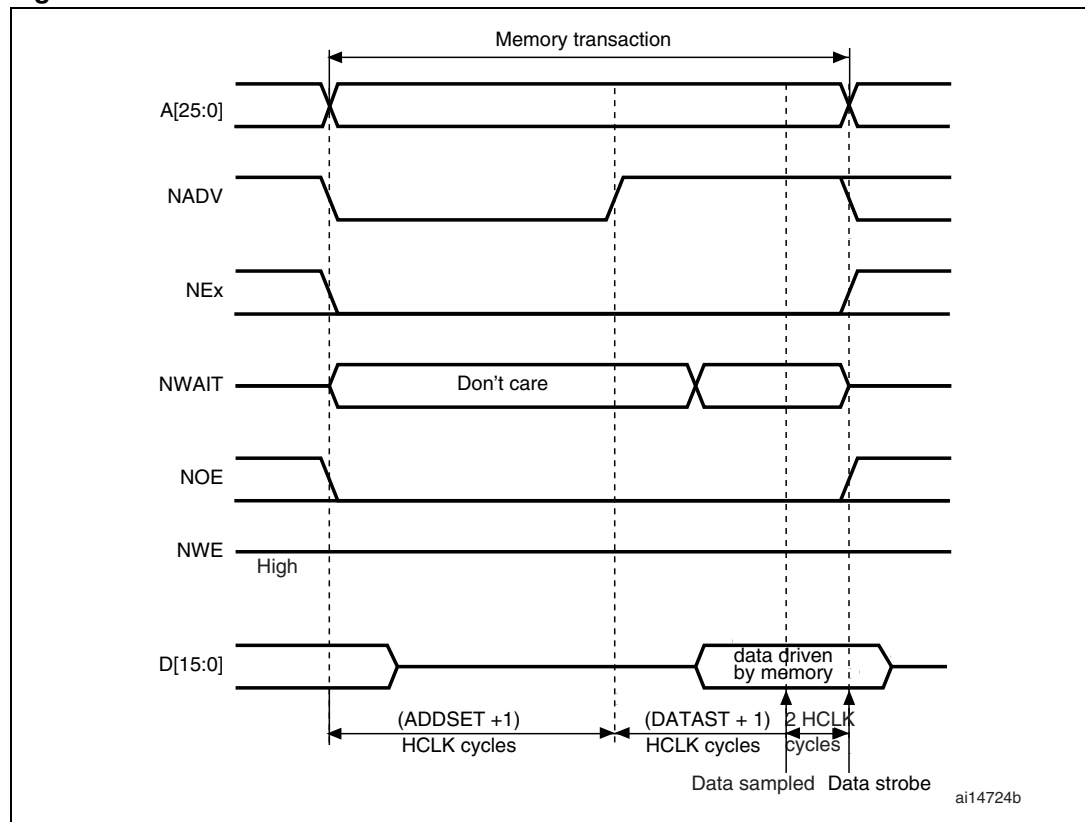 Memory transaction
A[25:0]
NADV
NEx
NWAIT
Don't care
NOE
NWE
High
D[15:0]
data driven
by memory
(ADDSET +1)
HCLK cycles
(DATAST + 1)
HCLK cycles
2 HCLK
cycles
Data sampled
Data strobe
ai14724b